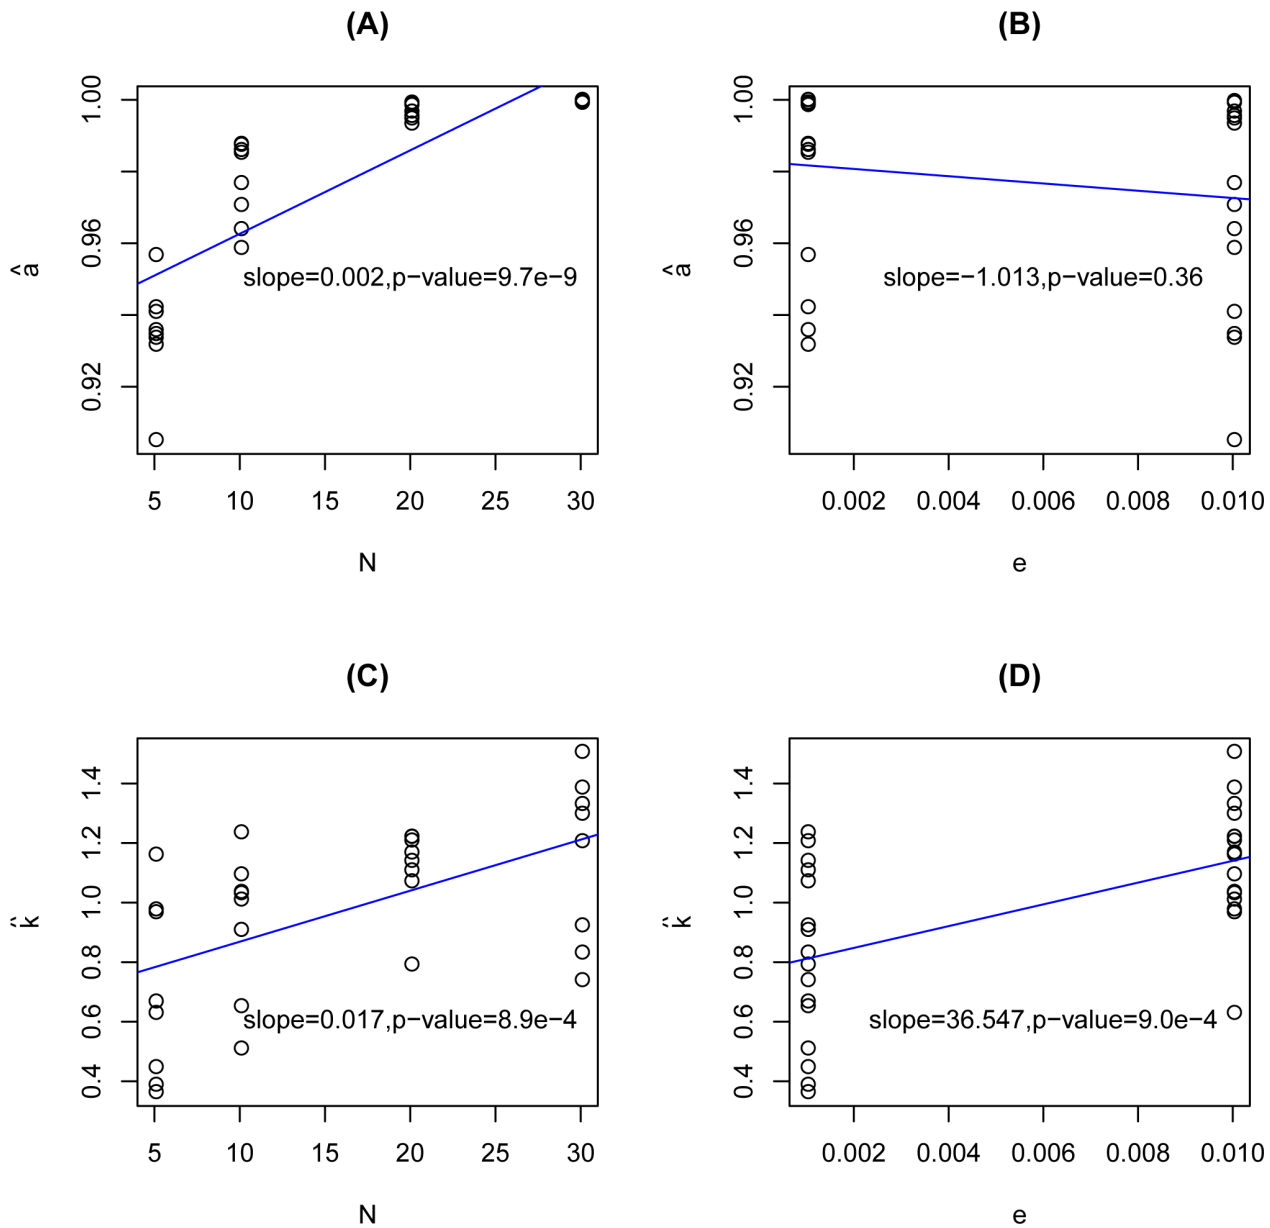 (A)
1.00
0.96
0.92
â
slope=0.002,p−value=9.7e−9
5 10 15 20 25 30
N
(B)
1.00
0.96
0.92
â
slope=−1.013,p−value=0.36
0.002 0.004 0.006 0.008 0.010
e
(C)
1.4
1.2
1.0
0.8
0.6
0.4
k̂
slope=0.017,p−value=8.9e−4
5 10 15 20 25 30
N
(D)
1.4
1.2
1.0
0.8
0.6
0.4
k̂
slope=36.547,p−value=9.0e−4
0.002 0.004 0.006 0.008 0.010
e